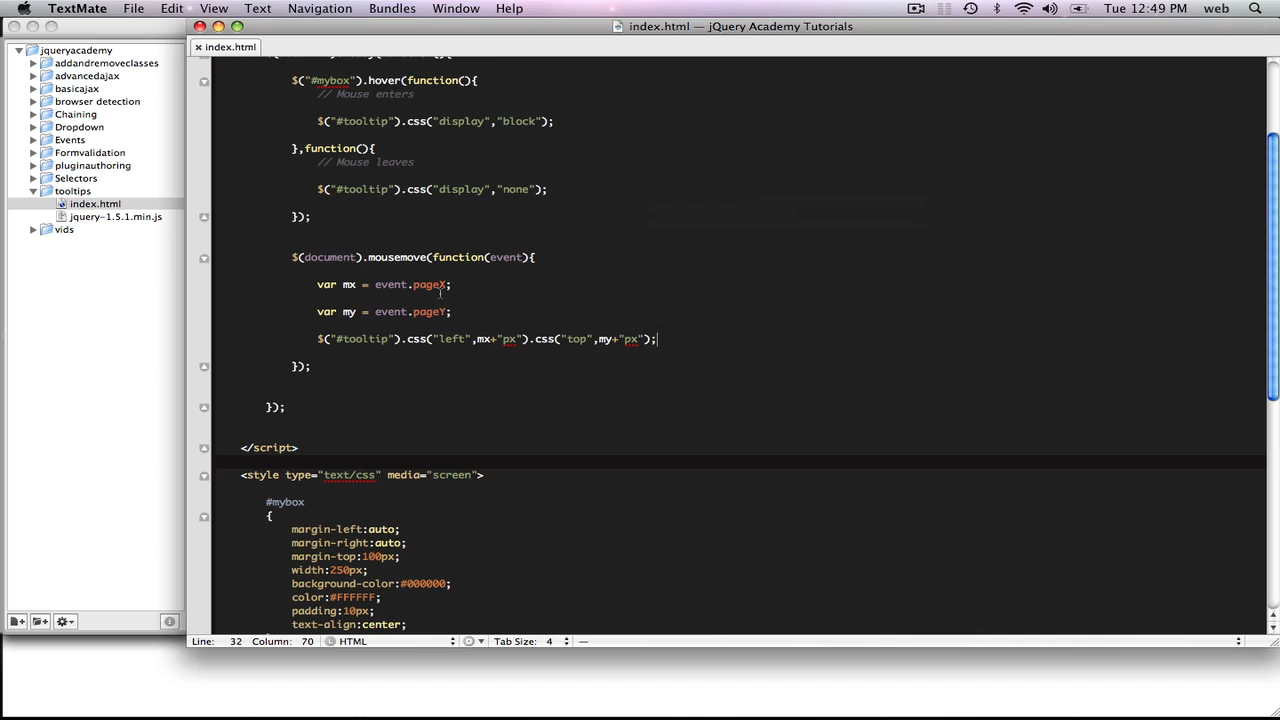 TextMate File Edit View Text Navigation Bundles Window Help Tue 12:49 PM web
index.html — jQuery Academy Tutorials
jqueryacademy
addandremoveclasses
advancedajax
basicajax
browser detection
Chaining
Dropdown
Events
Formvalidation
pluginauthoring
Selectors
tooltips
index.html
jquery-1.5.1.min.js
vids
index.html
$("#mybox").hover(function(){
// Mouse enters
$("#tooltip").css("display","block");
},function(){
// Mouse leaves
$("#tooltip").css("display","none");
});
$(document).mousemove(function(event){
var mx = event.pageX;
var my = event.pageY;
$("#tooltip").css("left",mx+"px").css("top",my+"px");
});
});
</script>
<style type="text/css" media="screen">
#mybox
{
margin-left:auto;
margin-right:auto;
margin-top:100px;
width:250px;
background-color:#000000;
color:#FFFFFF;
padding:10px;
text-align:center;
Line: 32 Column: 70 HTML Tab Size: 4 —